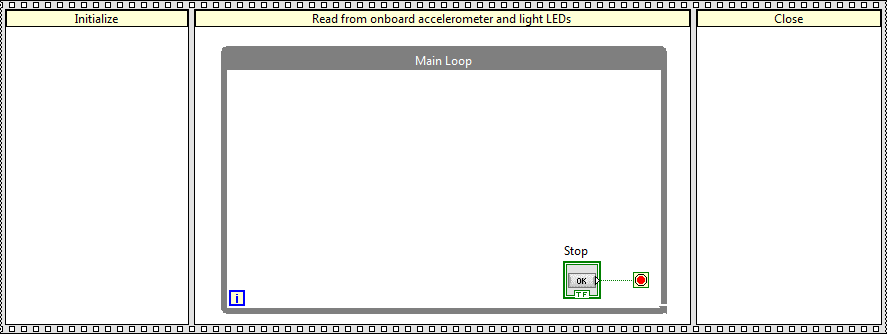 Initialize
Read from onboard accelerometer and light LEDs
Close
Main Loop
Stop
OK
TF
i